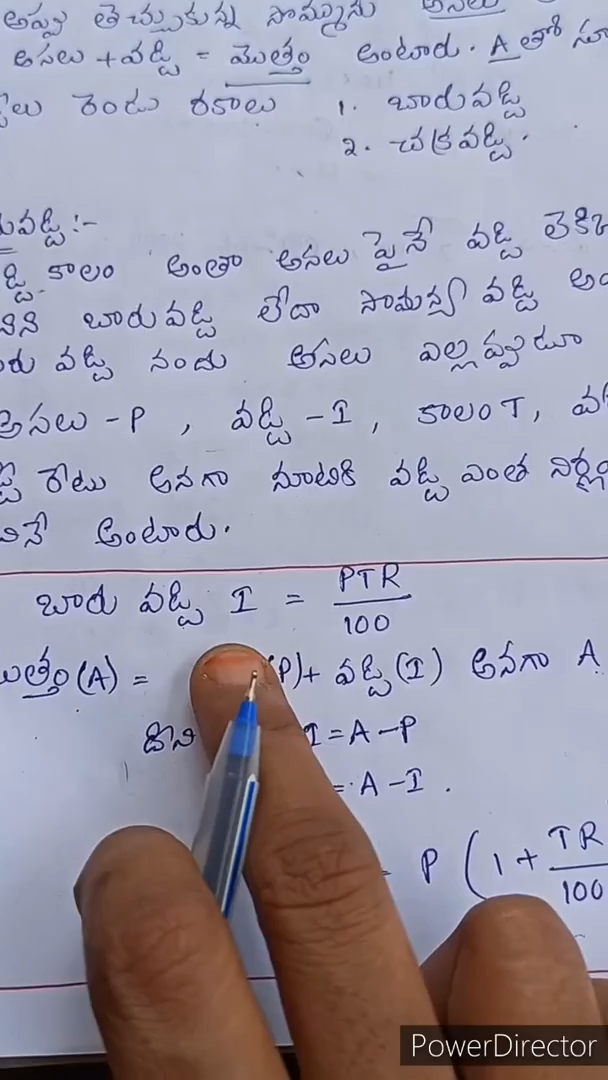 అప్పు తెచ్చుకున్న సొమ్మును అసలు
అసలు + వడ్డి = మొత్తం అంటారు. A తో సూ
లు రెండు రకాలు 1. బారువడ్డి
2. చక్రవడ్డి.
వడ్డి :-
కాలం అంతా అసలు పైనే వడ్డి లెక్కి
బారువడ్డి లేదా సామాన్య వడ్డి అం
వడ్డి నందు అసలు ఎల్లప్పుడూ
అసలు - P , వడ్డి - I , కాలం T, వ
రేటు అనగా నూటికి వడ్డి ఎంత నిర్ణ
అంటారు.
బారు వడ్డి I = PTR/100
మొత్తం (A) = (P) + వడ్డి (I) అనగా A
I = A - P
= A - I .
= P (1 + TR/100
PowerDirector